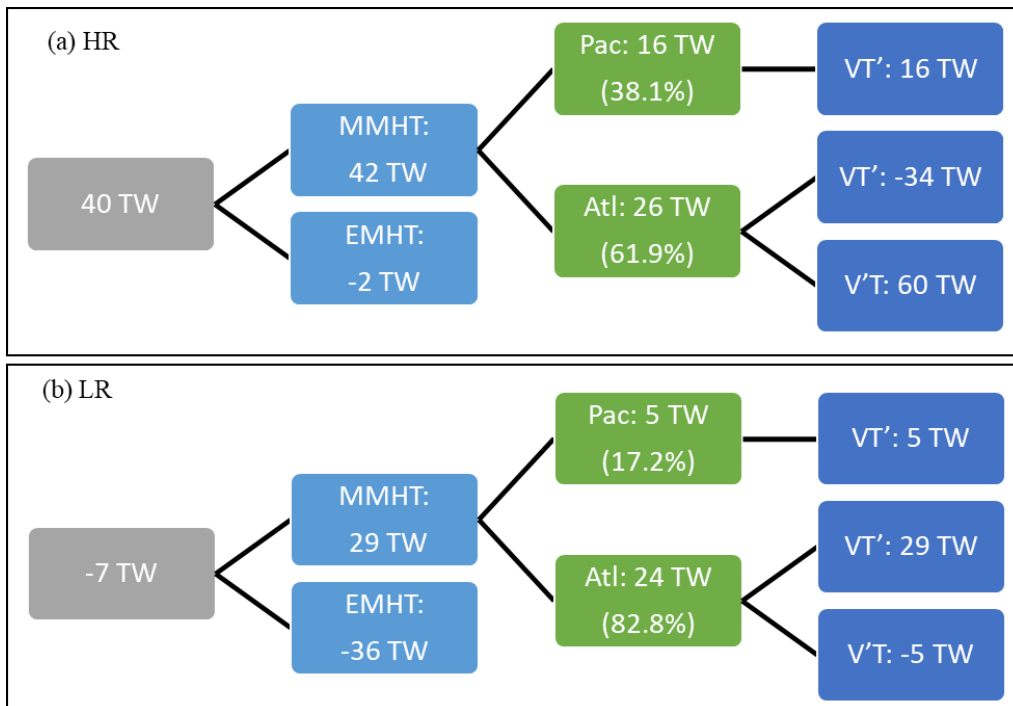 (a) HR
40 TW
MMHT:
42 TW
EMHT:
-2 TW
Pac: 16 TW
(38.1%)
Atl: 26 TW
(61.9%)
VT’: 16 TW
VT’: -34 TW
V’T: 60 TW
(b) LR
-7 TW
MMHT:
29 TW
EMHT:
-36 TW
Pac: 5 TW
(17.2%)
Atl: 24 TW
(82.8%)
VT’: 5 TW
VT’: 29 TW
V’T: -5 TW